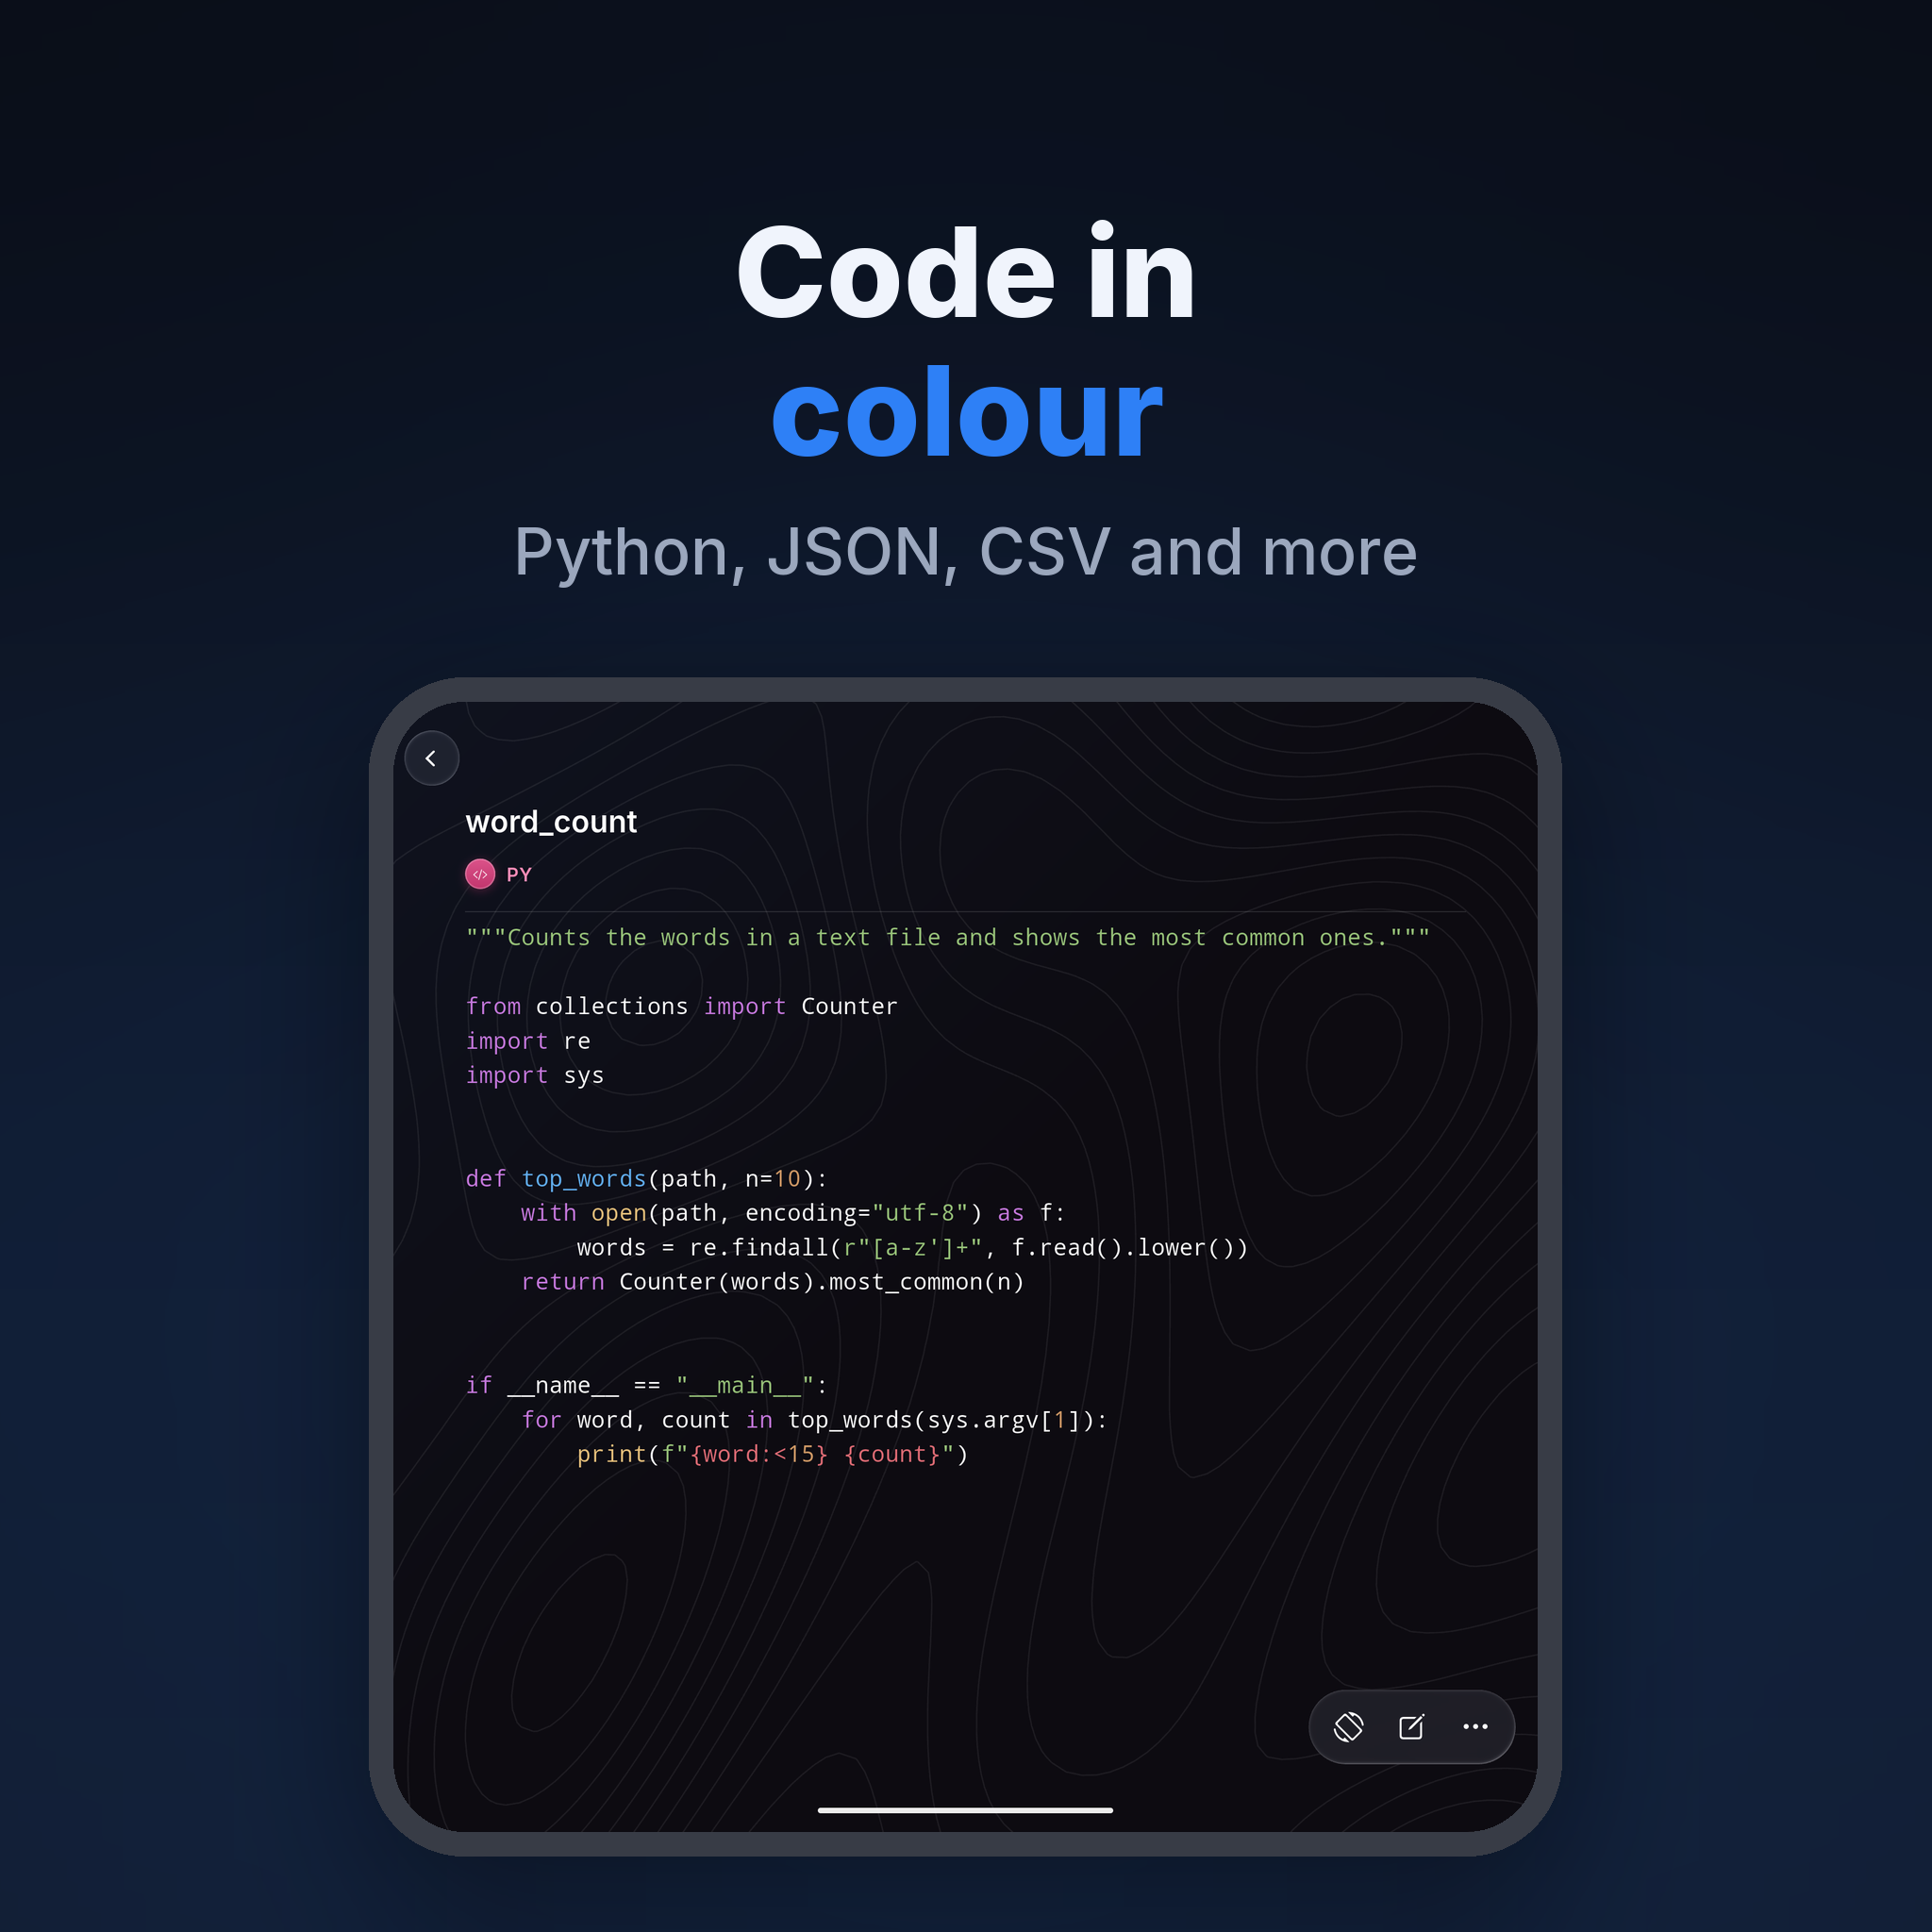 Code in
colour
Python, JSON, CSV and more
word_count
PY
"""Counts the words in a text file and shows the most common ones."""
from collections import Counter
import re
import sys
def top_words(path, n=10):
    with open(path, encoding="utf-8") as f:
        words = re.findall(r"[a-z']+", f.read().lower())
    return Counter(words).most_common(n)
if __name__ == "__main__":
    for word, count in top_words(sys.argv[1]):
        print(f"{word:<15} {count}")